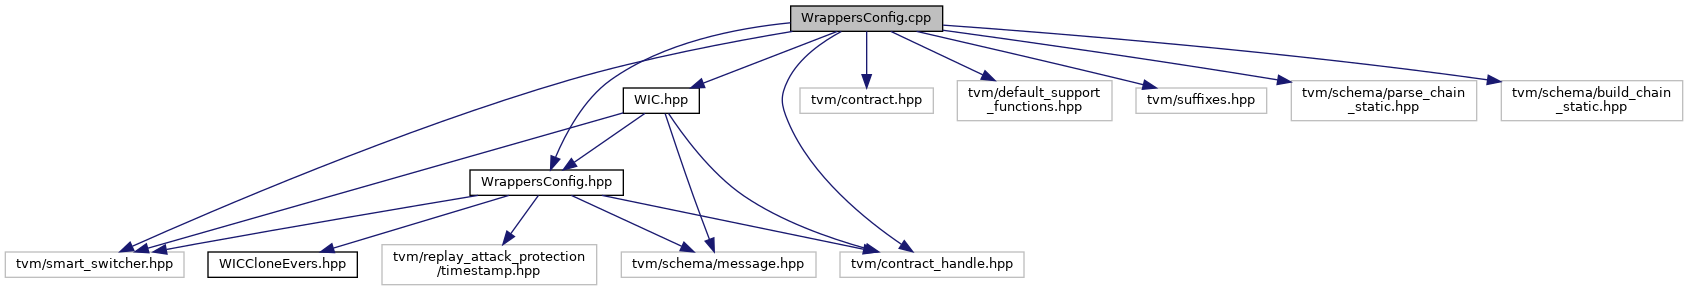 WrappersConfig.cpp
WIC.hpp
tvm/contract.hpp
tvm/default_support
_functions.hpp
tvm/suffixes.hpp
tvm/schema/parse_chain
_static.hpp
tvm/schema/build_chain
_static.hpp
WrappersConfig.hpp
tvm/smart_switcher.hpp
WICCloneEvers.hpp
tvm/replay_attack_protection
/timestamp.hpp
tvm/schema/message.hpp
tvm/contract_handle.hpp